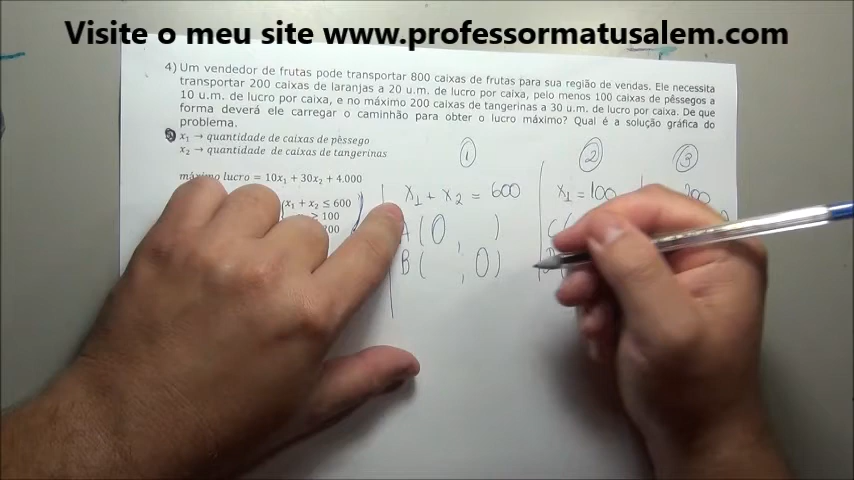 Visite o meu site www.professormatusalem.com
4) Um vendedor de frutas pode transportar 800 caixas de frutas para sua região de vendas. Ele necessita
transportar 200 caixas de laranjas a 20 u.m. de lucro por caixa, pelo menos 100 caixas de pêssegos a
10 u.m. de lucro por caixa, e no máximo 200 caixas de tangerinas a 30 u.m. de lucro por caixa. De que
forma deverá ele carregar o caminhão para obter o lucro máximo? Qual é a solução gráfica do
problema.
x₁ → quantidade de caixas de pêssego
x₂ → quantidade de caixas de tangerinas
1 2 3
máximo lucro = 10x₁ + 30x₂ + 4.000
x₁ + x₂ ≤ 600 x₁ + x₂ = 600 x₁ = 100 200
≥ 100 A ( 0 , ) C (
200 B ( , 0 )